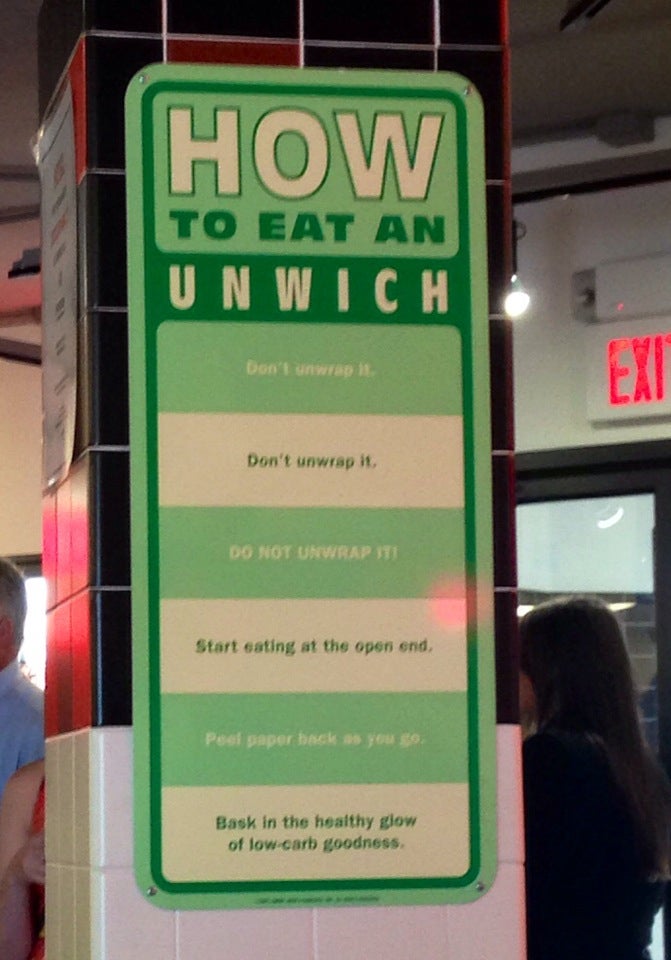 HOW
TO EAT AN
UNWICH
Don't unwrap it.
Don't unwrap it.
DO NOT UNWRAP IT!
Start eating at the open end.
Peel paper back as you go.
Bask in the healthy glow
of low-carb goodness.
EXI